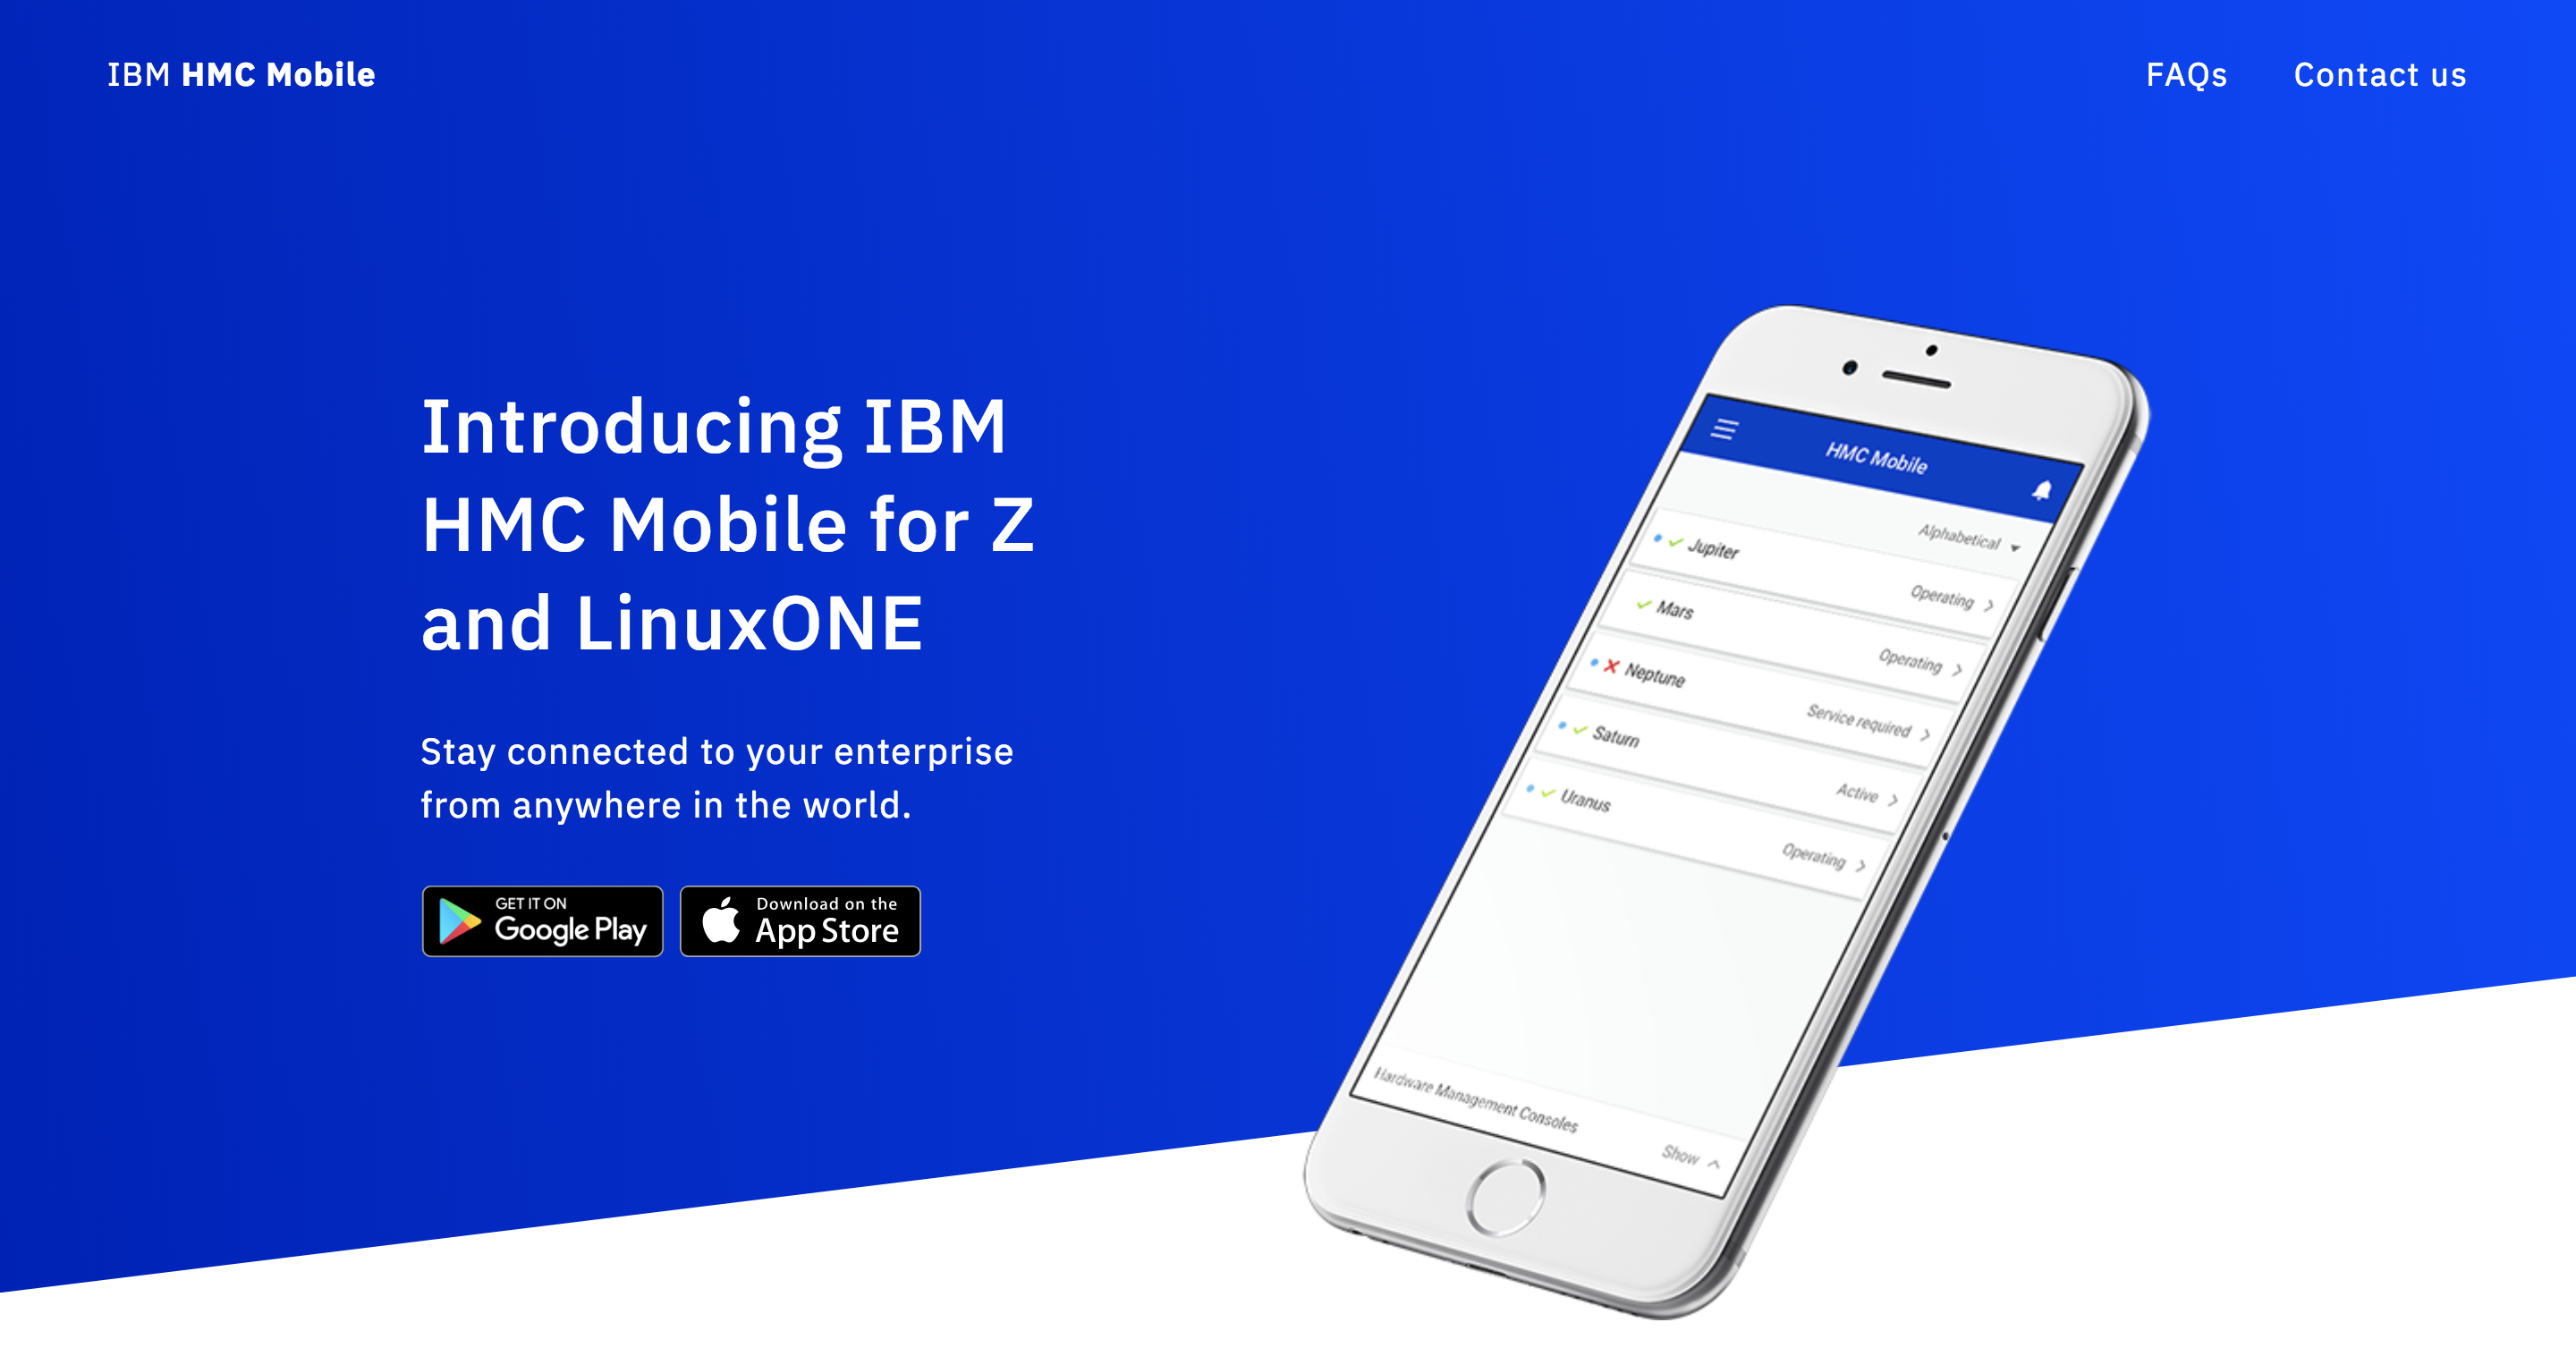 IBM HMC Mobile
FAQs
Contact us
Introducing IBM
HMC Mobile for Z
and LinuxONE
Stay connected to your enterprise
from anywhere in the world.
GET IT ON
Google Play
Download on the
App Store
HMC Mobile
Alphabetical
Jupiter
Operating
Mars
Operating
Neptune
Service required
Saturn
Active
Uranus
Operating
Hardware Management Consoles
Show